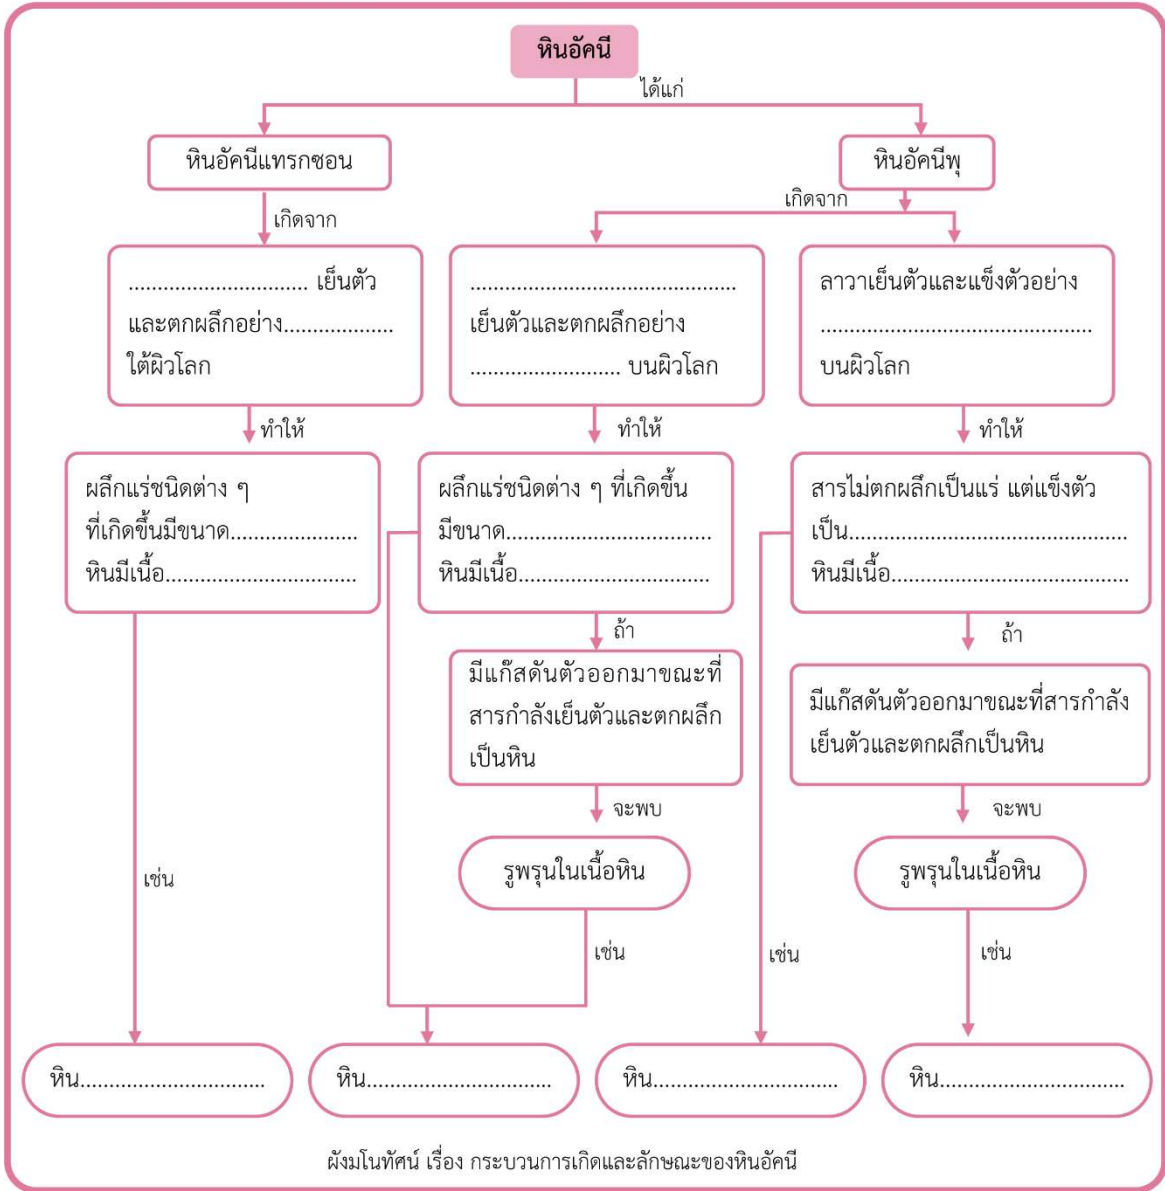 หินอัคนี
ได้แก่
หินอัคนีแทรกซอน
หินอัคนีพุ
เกิดจาก
เกิดจาก
............................... เย็นตัว
และตกผลึกอย่าง...................
ใต้ผิวโลก
..............................................
เย็นตัวและตกผลึกอย่าง
.......................... บนผิวโลก
ลาวาเย็นตัวและแข็งตัวอย่าง
...............................................
บนผิวโลก
ทำให้
ทำให้
ทำให้
ผลึกแร่ชนิดต่าง ๆ
ที่เกิดขึ้นมีขนาด......................
หินมีเนื้อ.................................
ผลึกแร่ชนิดต่าง ๆ ที่เกิดขึ้น
มีขนาด...................................
หินมีเนื้อ.................................
สารไม่ตกผลึกเป็นแร่ แต่แข็งตัว
เป็น................................................
หินมีเนื้อ.........................................
ถ้า
ถ้า
มีแก๊สดันตัวออกมาขณะที่
สารกำลังเย็นตัวและตกผลึก
เป็นหิน
มีแก๊สดันตัวออกมาขณะที่สารกำลัง
เย็นตัวและตกผลึกเป็นหิน
จะพบ
จะพบ
รูพรุนในเนื้อหิน
รูพรุนในเนื้อหิน
เช่น
เช่น
เช่น
เช่น
หิน................................
หิน................................
หิน................................
หิน................................
ผังมโนทัศน์ เรื่อง กระบวนการเกิดและลักษณะของหินอัคนี